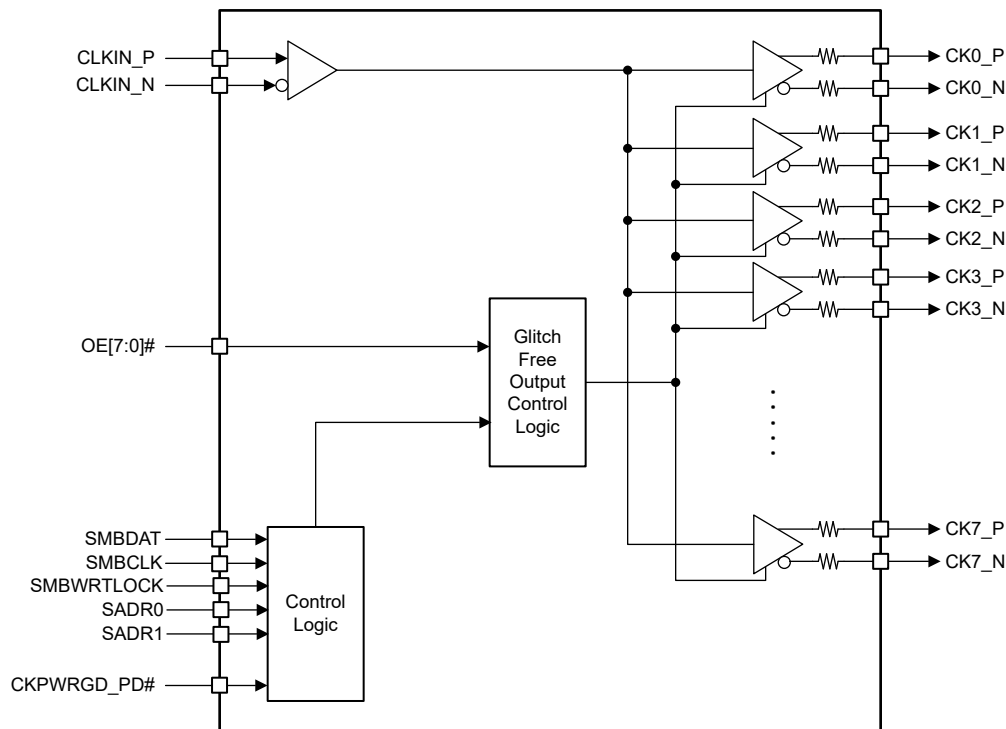 CLKIN_P
CLKIN_N
CK0_P
CK0_N
CK1_P
CK1_N
CK2_P
CK2_N
CK3_P
CK3_N
OE[7:0]#
Glitch
Free
Output
Control
Logic
SMBDAT
SMBCLK
SMBWRTLOCK
SADR0
SADR1
CKPWRGD_PD#
Control
Logic
CK7_P
CK7_N